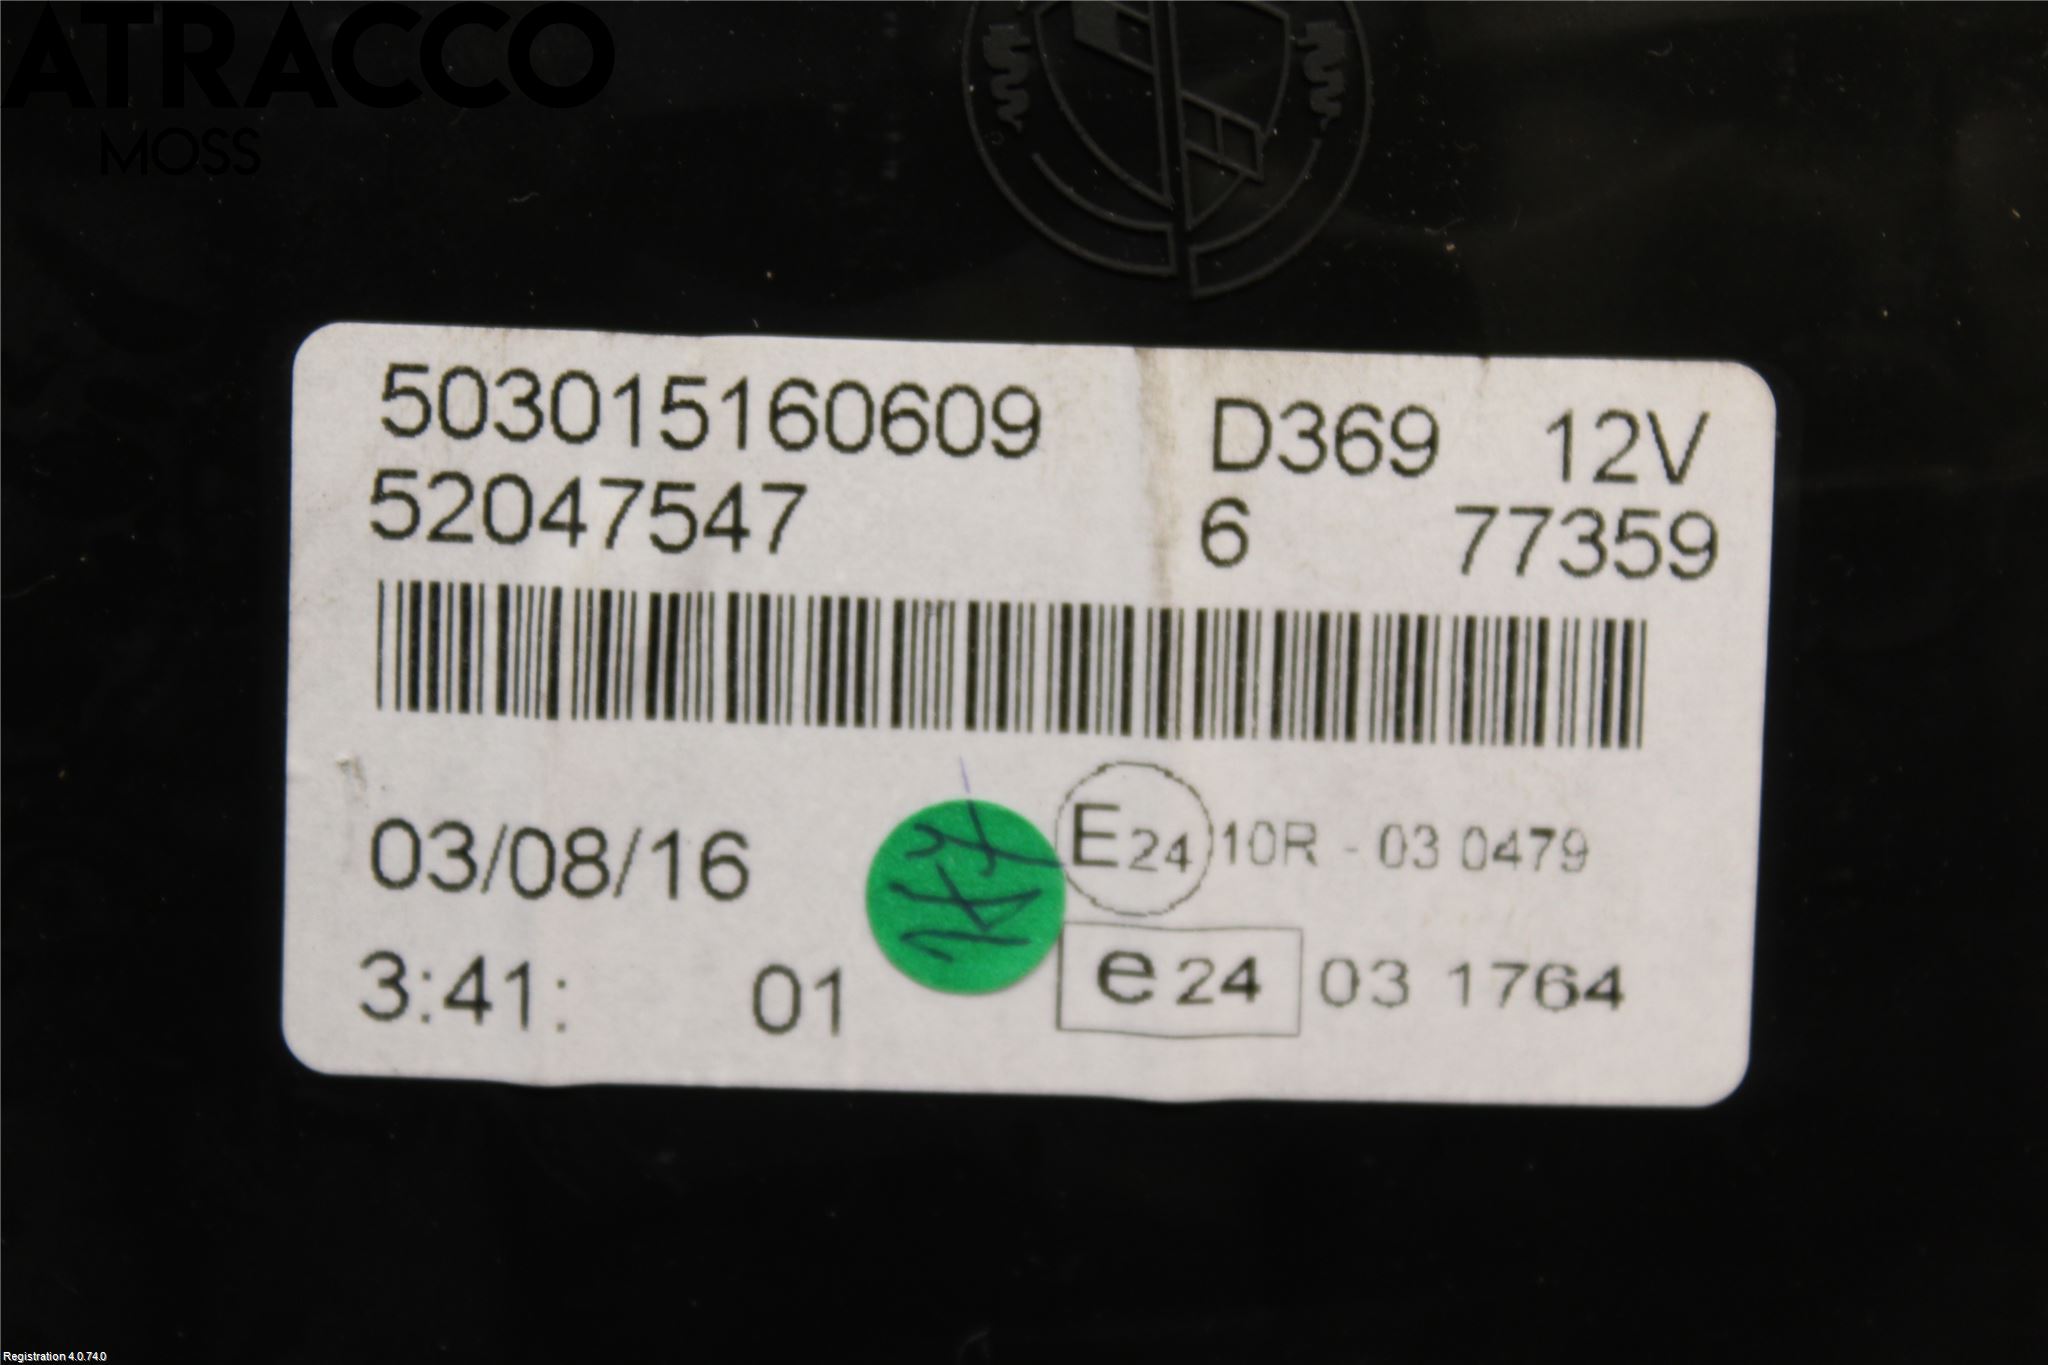 ATRACCO
MOSS
503015160609 D369 12V
52047547 6 77359
03/08/16 E24 10R - 03 0479
3:41: 01 e24 03 1764
Registration 4.0.74.0